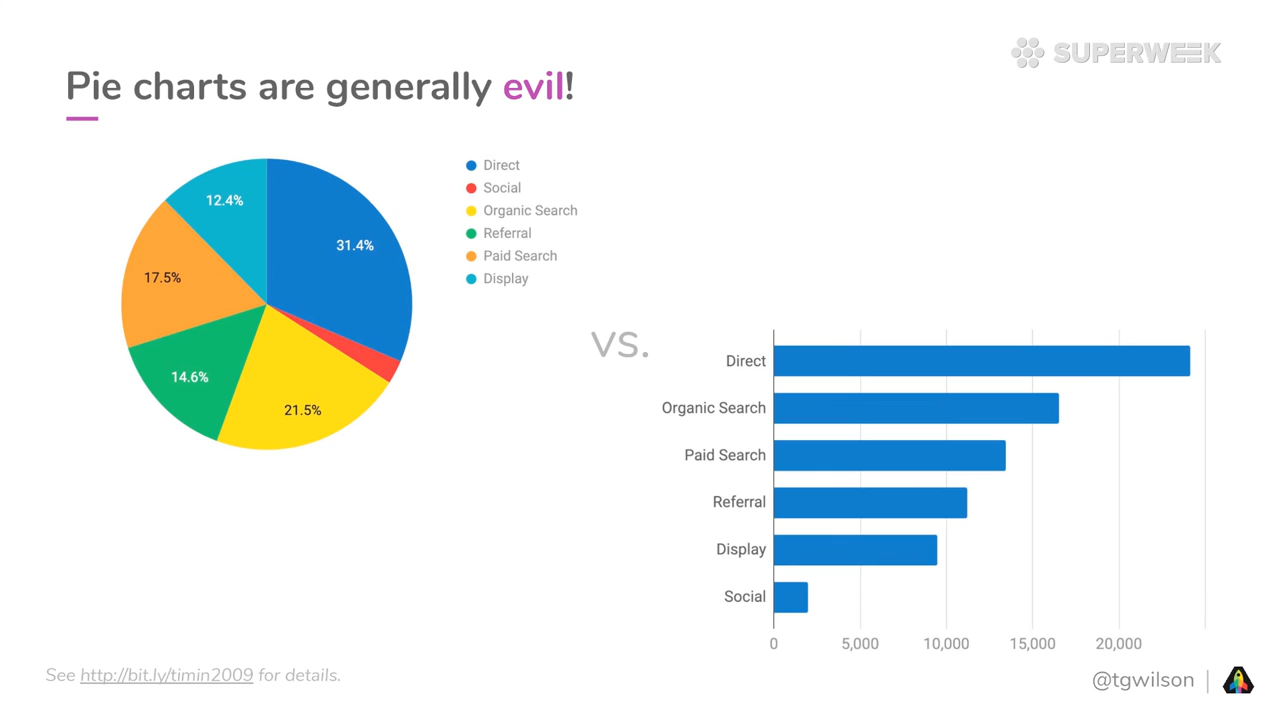 SUPERWEEK
Pie charts are generally evil!
12.4%
31.4%
17.5%
14.6%
21.5%
Direct
Social
Organic Search
Referral
Paid Search
Display
vs.
Direct
Organic Search
Paid Search
Referral
Display
Social
0 5,000 10,000 15,000 20,000
See http://bit.ly/timin2009 for details.
@tgwilson